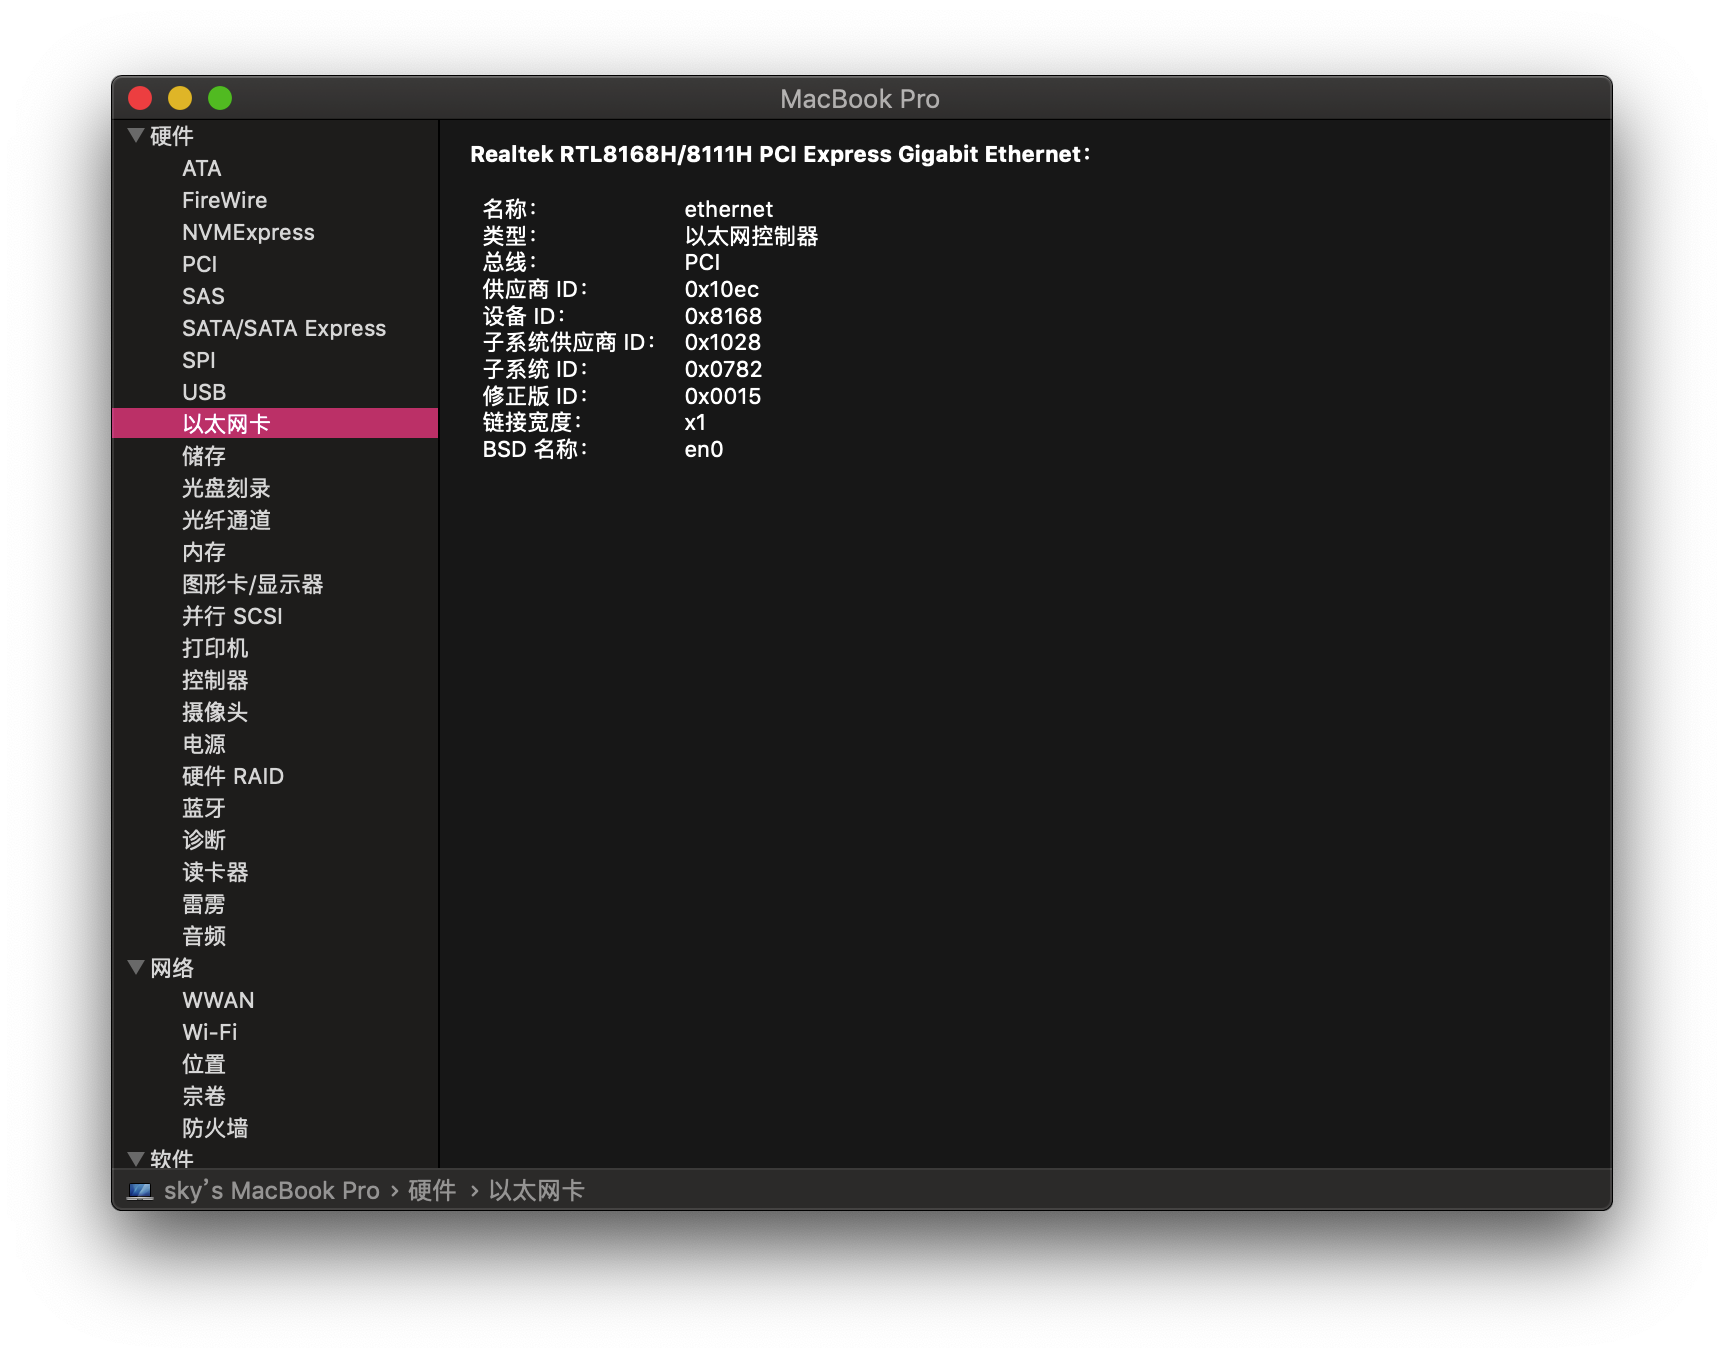 MacBook Pro
硬件
ATA
FireWire
NVMExpress
PCI
SAS
SATA/SATA Express
SPI
USB
以太网卡
储存
光盘刻录
光纤通道
内存
图形卡/显示器
并行 SCSI
打印机
控制器
摄像头
电源
硬件 RAID
蓝牙
诊断
读卡器
雷雳
音频
网络
WWAN
Wi-Fi
位置
宗卷
防火墙
软件
Realtek RTL8168H/8111H PCI Express Gigabit Ethernet：
名称： ethernet
类型： 以太网控制器
总线： PCI
供应商 ID： 0x10ec
设备 ID： 0x8168
子系统供应商 ID： 0x1028
子系统 ID： 0x0782
修正版 ID： 0x0015
链接宽度： x1
BSD 名称： en0
sky’s MacBook Pro › 硬件 › 以太网卡